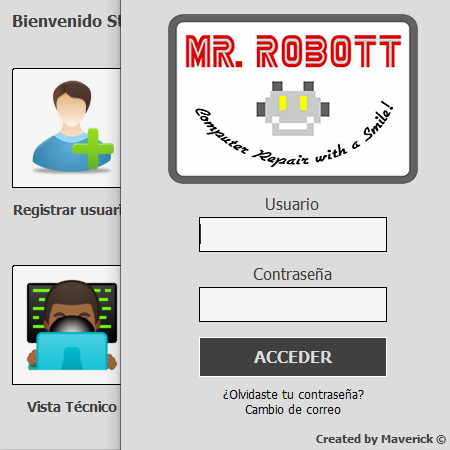 Bienvenido St
MR. ROBOTT
Computer Repair with a Smile!
Registrar usuari
Vista Técnico
Usuario
Contraseña
ACCEDER
¿Olvidaste tu contraseña?
Cambio de correo
Created by Maverick ©